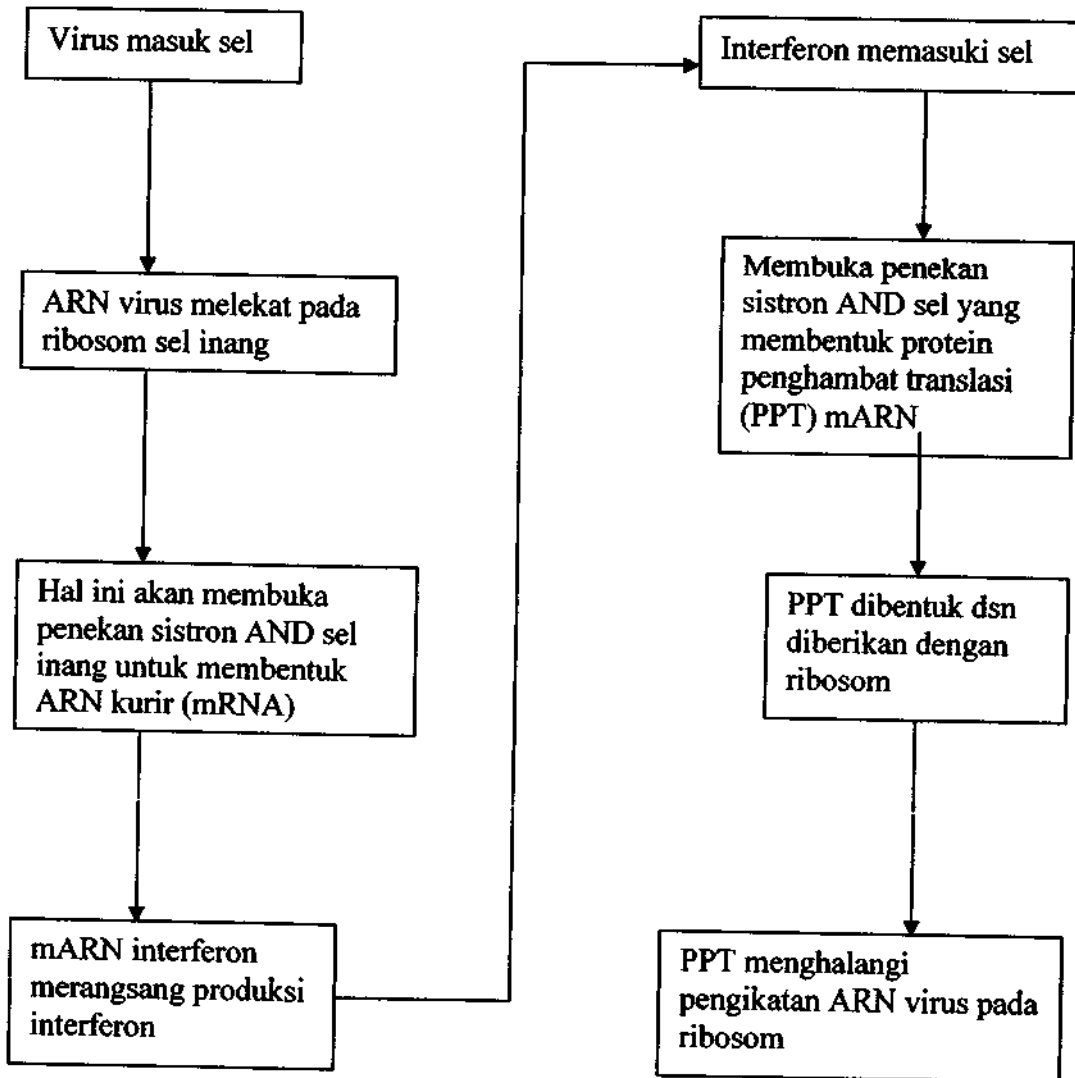 Virus masuk sel
ARN virus melekat pada
ribosom sel inang
Hal ini akan membuka
penekan sistron AND sel
inang untuk membentuk
ARN kurir (mRNA)
mARN interferon
merangsang produksi
interferon
Interferon memasuki sel
Membuka penekan
sistron AND sel yang
membentuk protein
penghambat translasi
(PPT) mARN
PPT dibentuk dsn
diberikan dengan
ribosom
PPT menghalangi
pengikatan ARN virus pada
ribosom